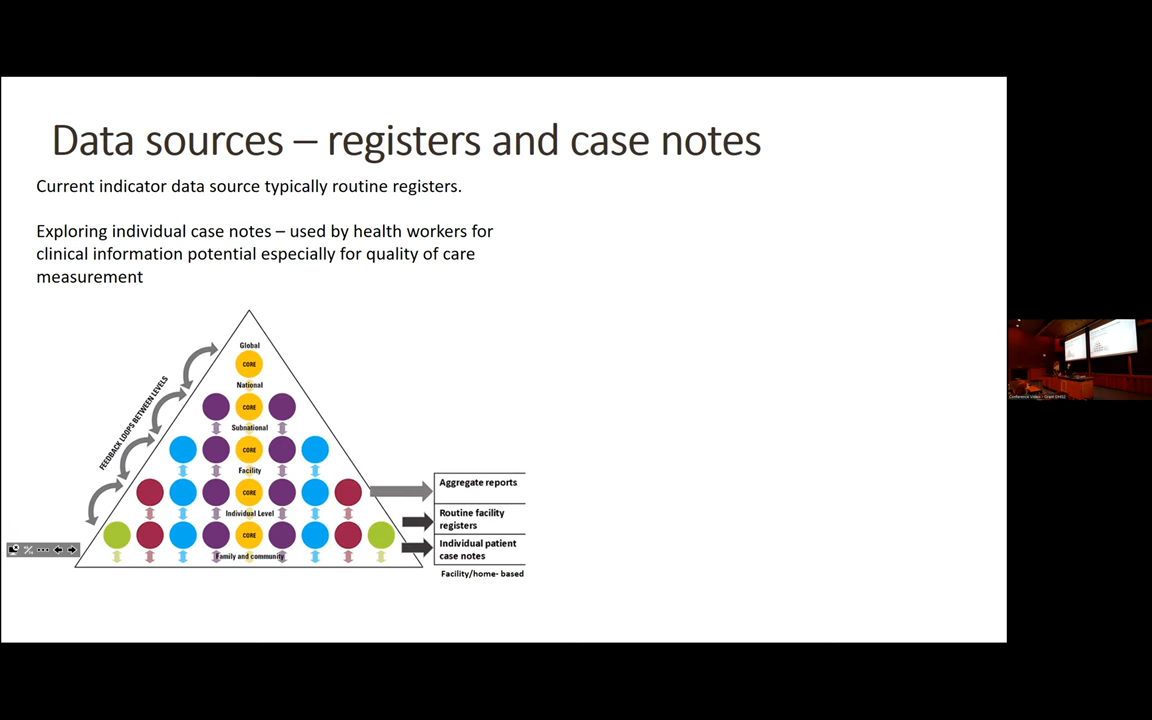 Data sources – registers and case notes
Current indicator data source typically routine registers.
Exploring individual case notes – used by health workers for
clinical information potential especially for quality of care
measurement
FEEDBACK LOOPS BETWEEN LEVELS
Global
CORE
National
CORE
Subnational
CORE
Facility
CORE
Individual Level
CORE
Family and community
Aggregate reports
Routine facility
registers
Individual patient
case notes
Facility/home- based